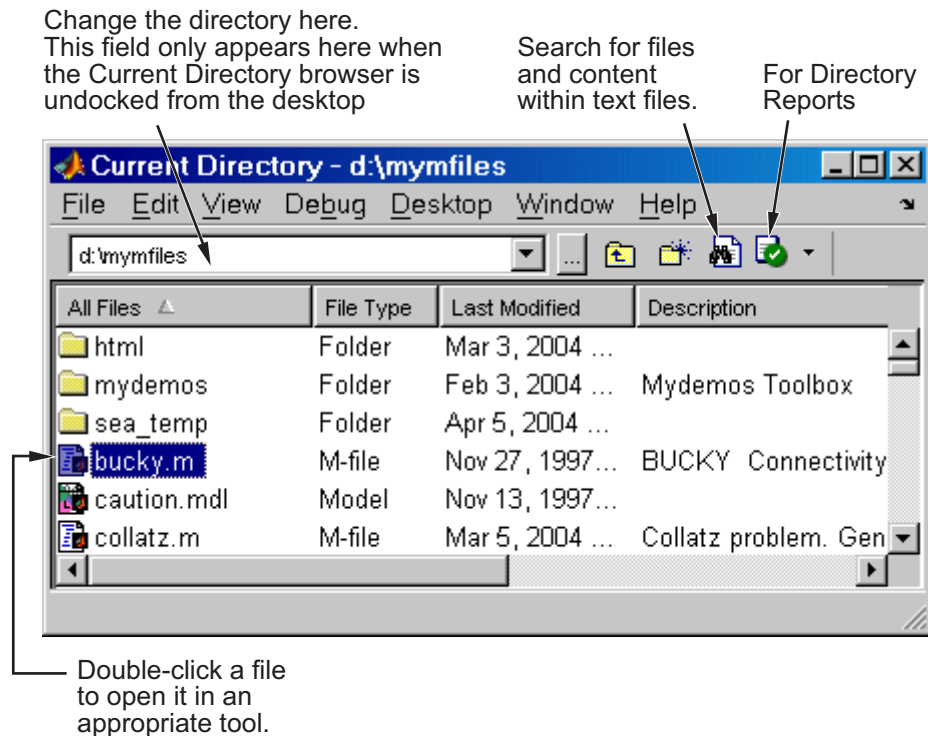 Change the directory here.
This field only appears here when
the Current Directory browser is
undocked from the desktop
Search for files
and content
within text files.
For Directory
Reports
Current Directory - d:\mymfiles
File Edit View Debug Desktop Window Help
d:\mymfiles ...
All Files File Type Last Modified Description
html Folder Mar 3, 2004 ...
mydemos Folder Feb 3, 2004 ... Mydemos Toolbox
sea_temp Folder Apr 5, 2004 ...
bucky.m M-file Nov 27, 1997... BUCKY Connectivity
caution.mdl Model Nov 13, 1997...
collatz.m M-file Mar 5, 2004 ... Collatz problem. Gen
Double-click a file
to open it in an
appropriate tool.